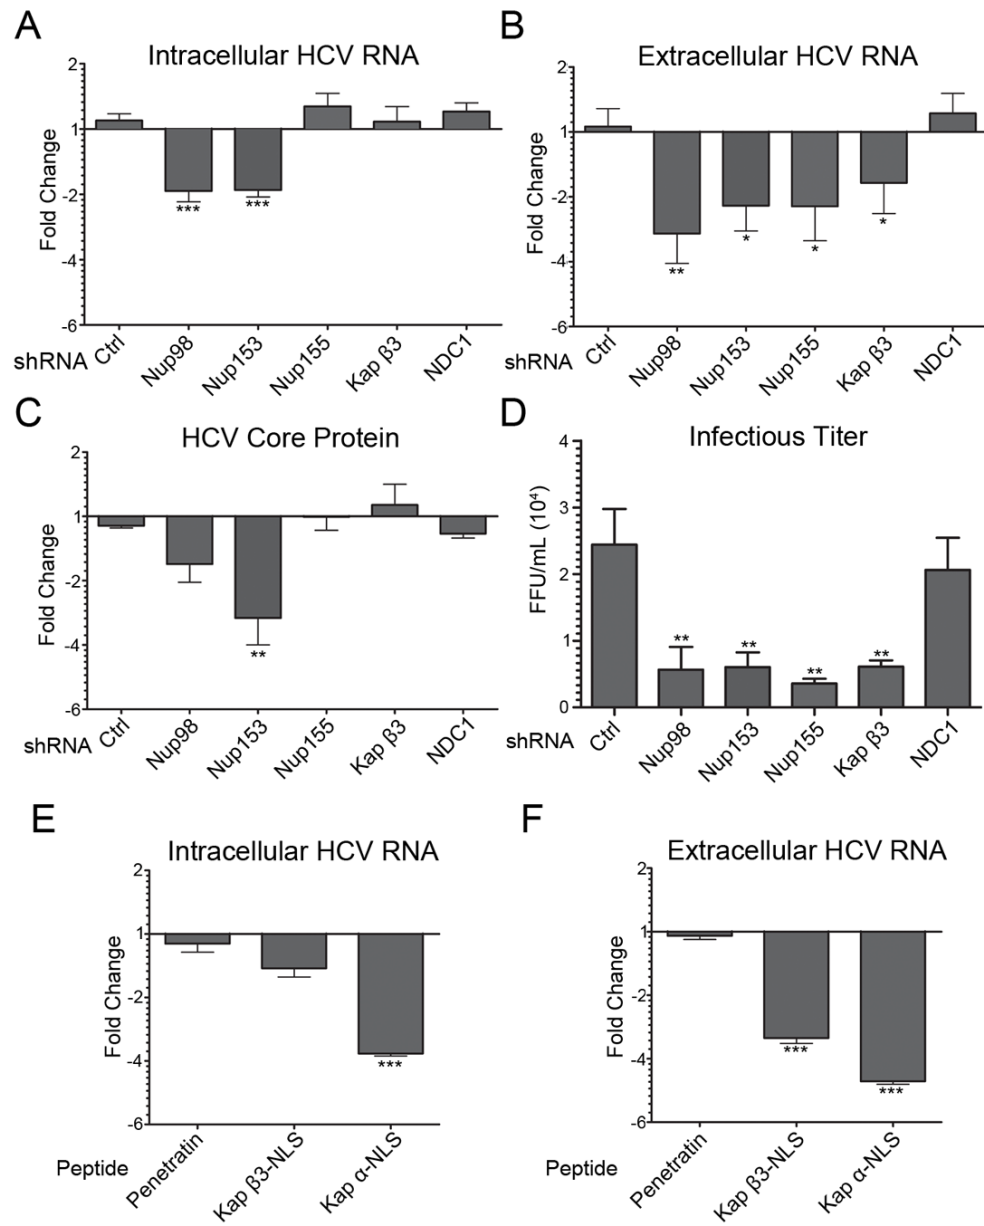 A
Intracellular HCV RNA
Fold Change
2
1
-2
-4
-6
***
***
shRNA
Ctrl
Nup98
Nup153
Nup155
Kap β3
NDC1
B
Extracellular HCV RNA
Fold Change
2
1
-2
-4
-6
**
*
*
*
shRNA
Ctrl
Nup98
Nup153
Nup155
Kap β3
NDC1
C
HCV Core Protein
Fold Change
2
1
-2
-4
-6
**
shRNA
Ctrl
Nup98
Nup153
Nup155
Kap β3
NDC1
D
Infectious Titer
FFU/mL (10⁴)
4
3
2
1
0
**
**
**
**
shRNA
Ctrl
Nup98
Nup153
Nup155
Kap β3
NDC1
E
Intracellular HCV RNA
Fold Change
2
1
-2
-4
-6
***
Peptide
Penetratin
Kap β3-NLS
Kap α-NLS
F
Extracellular HCV RNA
Fold Change
2
1
-2
-4
-6
***
***
Peptide
Penetratin
Kap β3-NLS
Kap α-NLS